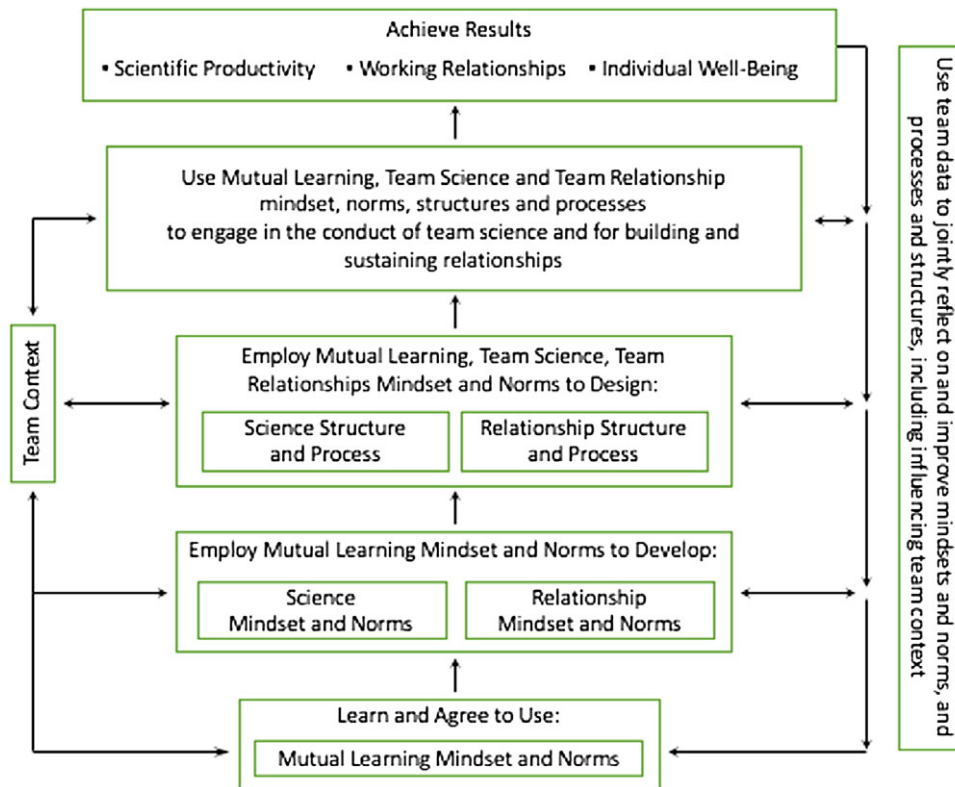 Achieve Results
▪ Scientific Productivity ▪ Working Relationships ▪ Individual Well-Being
Use Mutual Learning, Team Science and Team Relationship
mindset, norms, structures and processes
to engage in the conduct of team science and for building and
sustaining relationships
Team Context
Employ Mutual Learning, Team Science, Team
Relationships Mindset and Norms to Design:
Science Structure
and Process
Relationship Structure
and Process
Employ Mutual Learning Mindset and Norms to Develop:
Science
Mindset and Norms
Relationship
Mindset and Norms
Learn and Agree to Use:
Mutual Learning Mindset and Norms
Use team data to jointly reflect on and improve mindsets and norms, and
processes and structures, including influencing team context